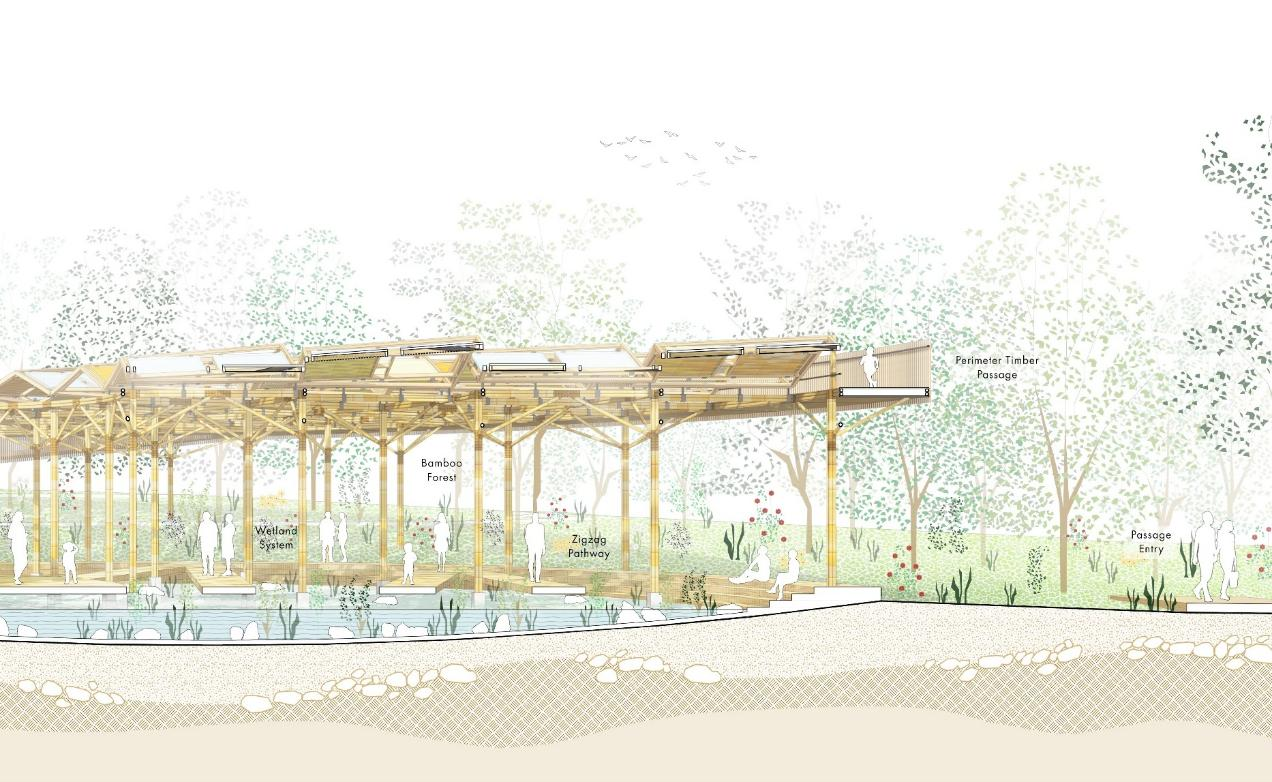 Perimeter Timber
Passage
Bamboo
Forest
Wetland
System
Zigzag
Pathway
Passage
Entry